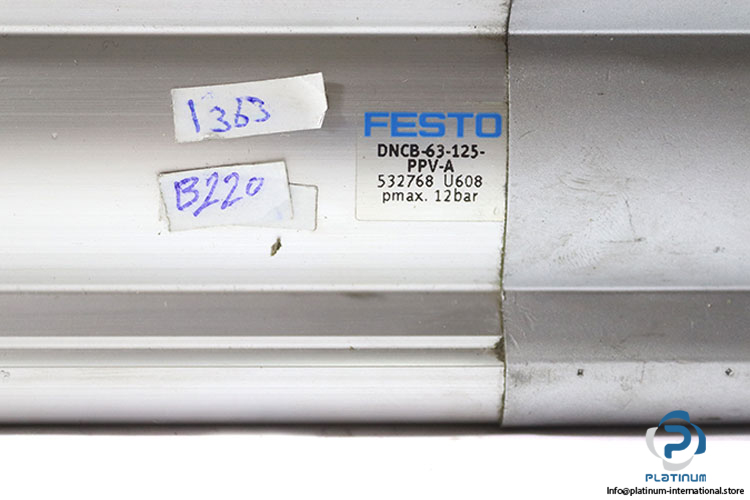 1363
B220
FESTO
DNCB-63-125-
PPV-A
532768 U608
pmax. 12bar
PLATINUM
Info@platinum-international.store